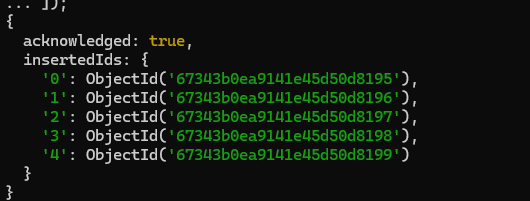 ... ]);
{
  acknowledged: true,
  insertedIds: {
    '0': ObjectId('67343b0ea9141e45d50d8195'),
    '1': ObjectId('67343b0ea9141e45d50d8196'),
    '2': ObjectId('67343b0ea9141e45d50d8197'),
    '3': ObjectId('67343b0ea9141e45d50d8198'),
    '4': ObjectId('67343b0ea9141e45d50d8199')
  }
}